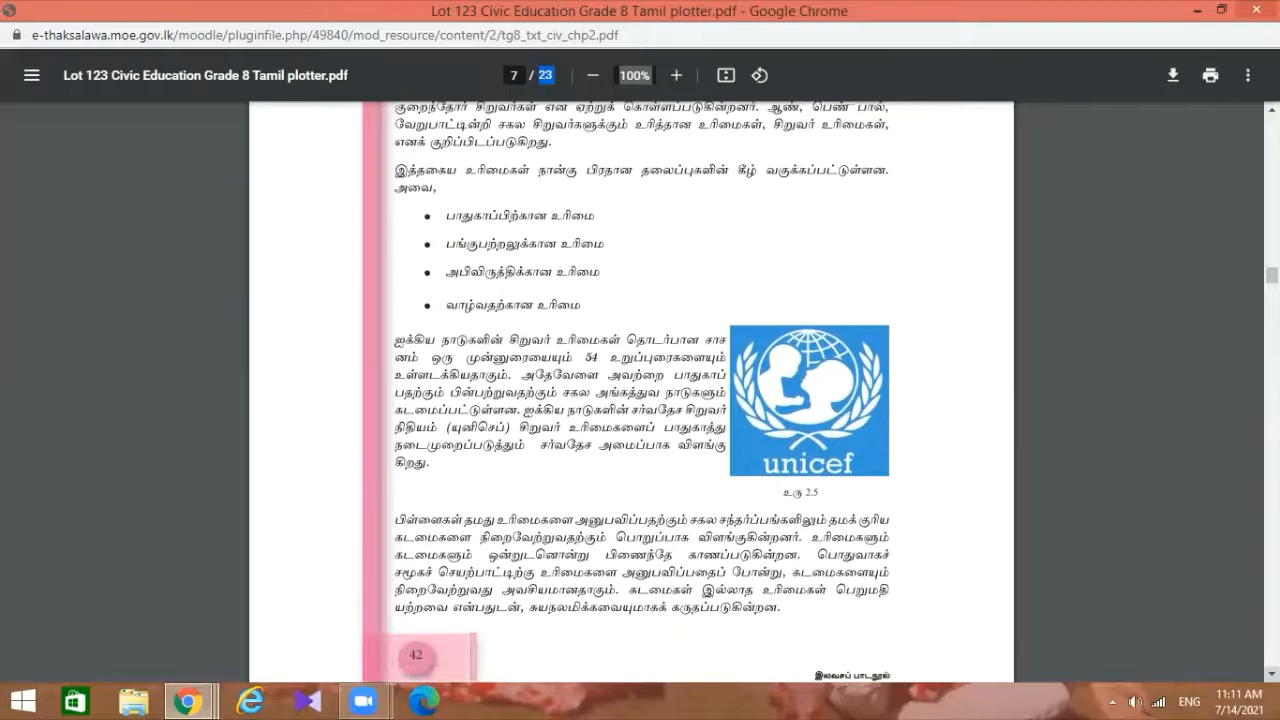 Lot 123 Civic Education Grade 8 Tamil plotter.pdf - Google Chrome
e-thaksalawa.moe.gov.lk/moodle/pluginfile.php/49840/mod_resource/content/2/tg8_txt_civ_chp2.pdf
Lot 123 Civic Education Grade 8 Tamil plotter.pdf 7 / 23 100%
குறைந்தோர் சிறுவர்கள் என ஏற்றுக் கொள்ளப்படுகின்றனர். ஆண், பெண் பால்,
வேறுபாட்டின்றி சகல சிறுவர்களுக்கும் உரித்தான உரிமைகள், சிறுவர் உரிமைகள்,
எனக் குறிப்பிடப்படுகிறது.
இத்தகைய உரிமைகள் நான்கு பிரதான தலைப்புகளின் கீழ் வகுக்கப்பட்டுள்ளன.
அவை,
• பாதுகாப்பிற்கான உரிமை
• பங்குபற்றலுக்கான உரிமை
• அபிவிருத்திக்கான உரிமை
• வாழ்வதற்கான உரிமை
ஐக்கிய நாடுகளின் சிறுவர் உரிமைகள் தொடர்பான சாச
னம் ஒரு முன்னுரையையும் 54 உறுப்புரைகளையும்
உள்ளடக்கியதாகும். அதேவேளை அவற்றை பாதுகாப்
பதற்கும் பின்பற்றுவதற்கும் சகல அங்கத்துவ நாடுகளும்
கடமைப்பட்டுள்ளன. ஐக்கிய நாடுகளின் சர்வதேச சிறுவர்
நிதியம் (யுனிசெப்) சிறுவர் உரிமைகளைப் பாதுகாத்து
நடைமுறைப்படுத்தும் சர்வதேச அமைப்பாக விளங்கு
கிறது.
unicef
உரு 2.5
பிள்ளைகள் தமது உரிமைகளை அனுபவிப்பதற்கும் சகல சந்தர்ப்பங்களிலும் தமக் குரிய
கடமைகளை நிறைவேற்றுவதற்கும் பொறுப்பாக விளங்குகின்றனர். உரிமைகளும்
கடமைகளும் ஒன்றுடனொன்று பிணைந்தே காணப்படுகின்றன. பொதுவாகச்
சமூகச் செயற்பாட்டிற்கு உரிமைகளை அனுபவிப்பதைப் போன்று, கடமைகளையும்
நிறைவேற்றுவது அவசியமானதாகும். கடமைகள் இல்லாத உரிமைகள் பெறுமதி
யற்றவை என்பதுடன், சுயநலமிக்கவையுமாகக் கருதப்படுகின்றன.
42
இலவசப் பாடநூல்
ENG
11:11 AM
7/14/2021